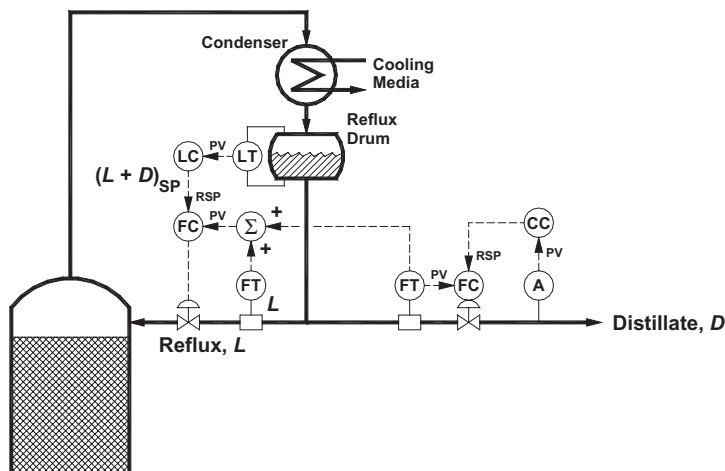 Condenser
Cooling
Media
Reflux
Drum
LC
PV
LT
(L + D)SP
RSP
FC
PV
Σ
+
+
CC
RSP
PV
FT
L
FT
PV
FC
A
Reflux, L
Distillate, D